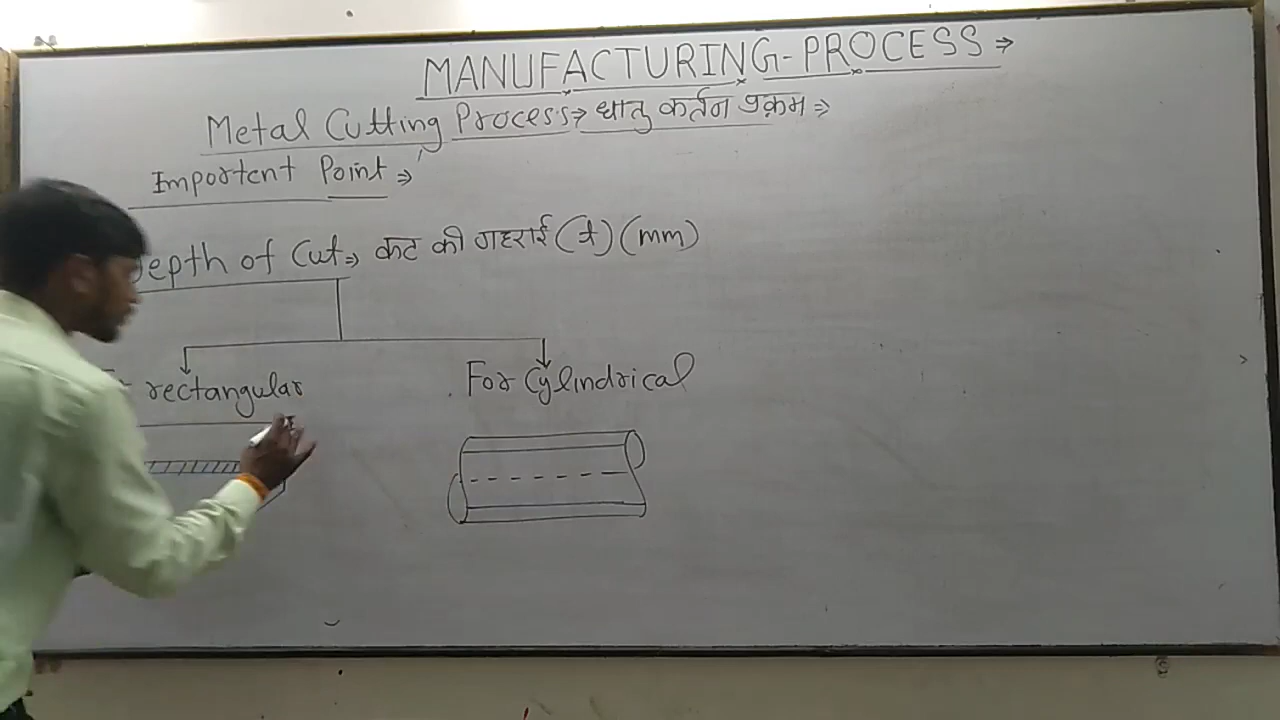 MANUFACTURING-PROCESS ⇒
Metal Cutting Process ⇒ धातु कर्तन प्रक्रम ⇒
Importent Point ⇒
Depth of Cut ⇒ कट की गहराई (t) (mm)
rectangular For Cylindrical